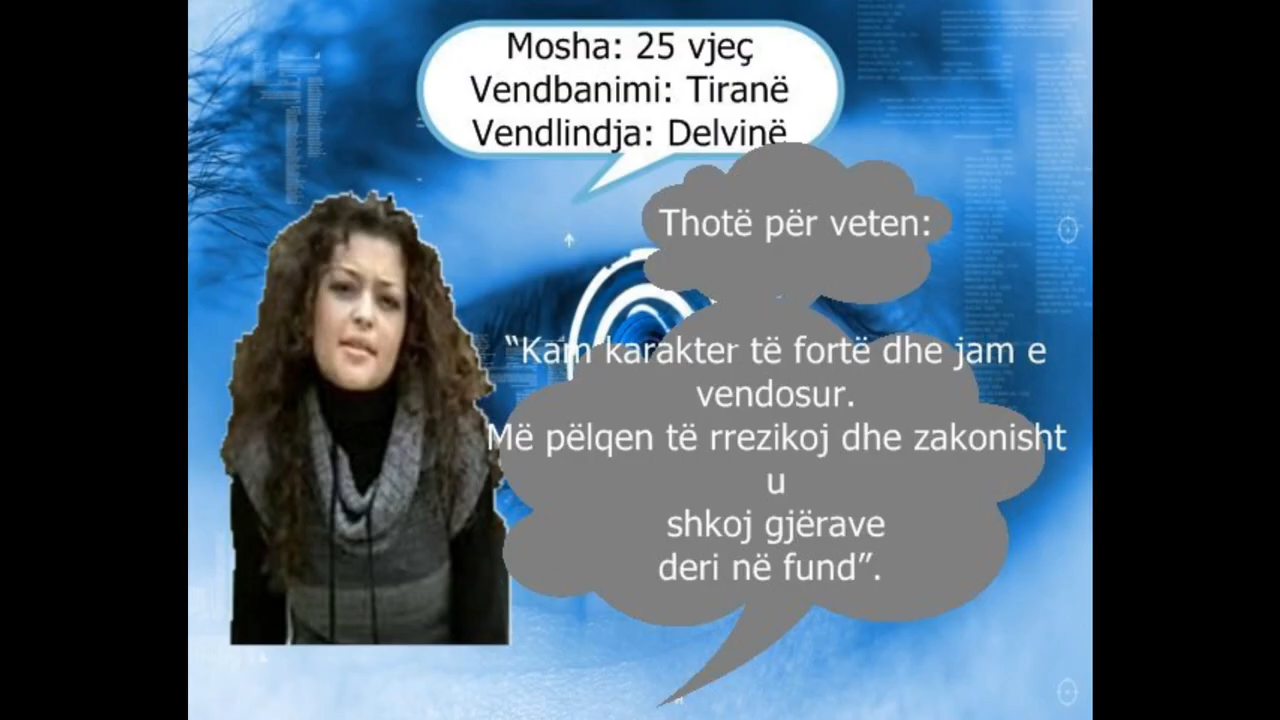 Mosha: 25 vjeç
Vendbanimi: Tiranë
Vendlindja: Delvinë
Thotë për veten:
“Kam karakter të fortë dhe jam e
vendosur.
Më pëlqen të rrezikoj dhe zakonisht
u
shkoj gjërave
deri në fund”.